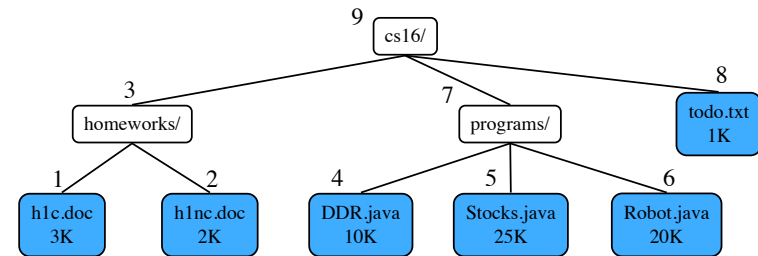 9
cs16/
3
7
8
homeworks/
programs/
todo.txt
1K
1
2
4
5
6
h1c.doc
3K
h1nc.doc
2K
DDR.java
10K
Stocks.java
25K
Robot.java
20K